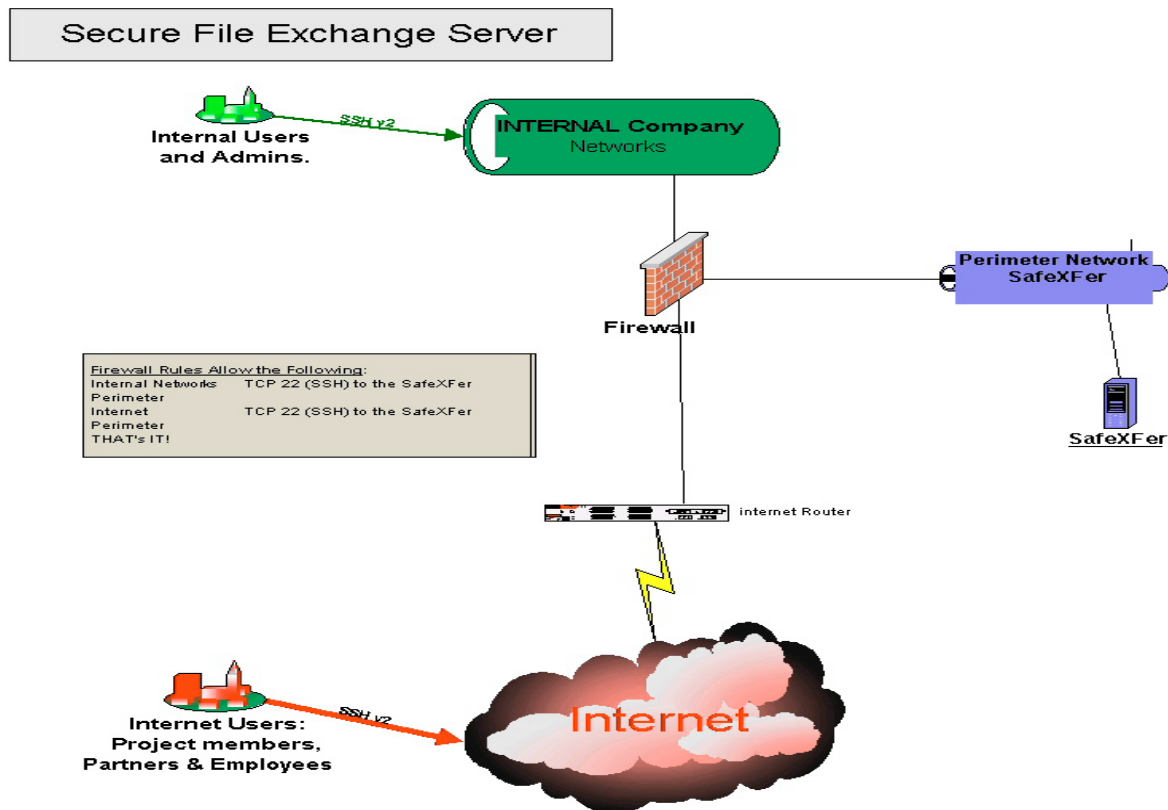 Secure File Exchange Server
SSH v2
Internal Users
and Admins.
INTERNAL Company
Networks
Perimeter Network
SafeXFer
Firewall
Firewall Rules Allow the Following:
Internal Networks TCP 22 (SSH) to the SafeXFer
Perimeter
Internet TCP 22 (SSH) to the SafeXFer
Perimeter
THAT's IT!
SafeXFer
internet Router
SSH v2
Internet Users:
Project members,
Partners & Employees
Internet